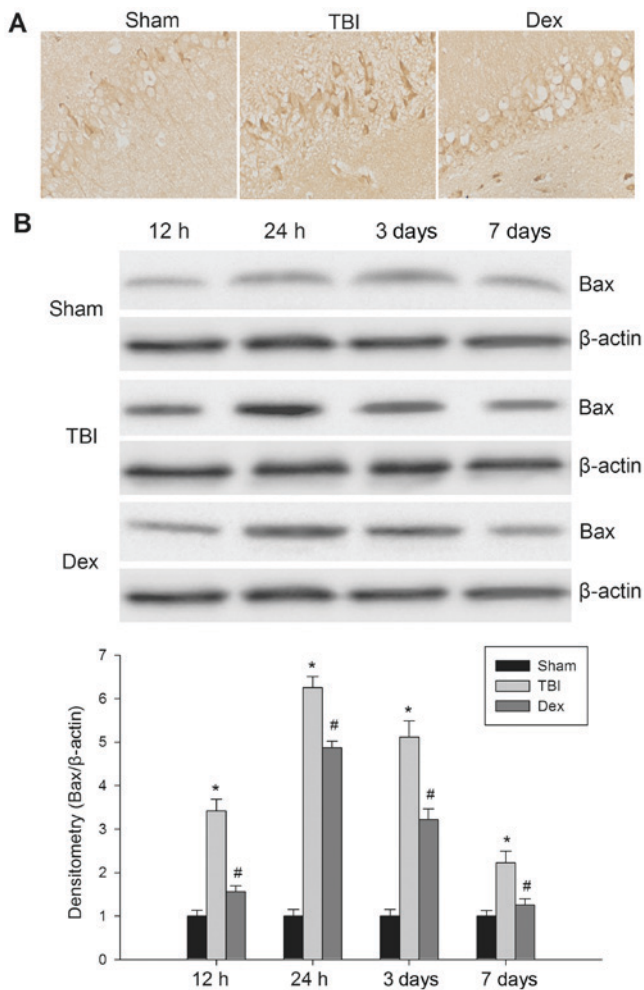 A
Sham TBI Dex
B
12 h 24 h 3 days 7 days
Sham
Bax
β-actin
TBI
Bax
β-actin
Dex
Bax
β-actin
Densitometry (Bax/β-actin)
7
6
5
4
3
2
1
0
* # * # * # * #
Sham
TBI
Dex
12 h 24 h 3 days 7 days